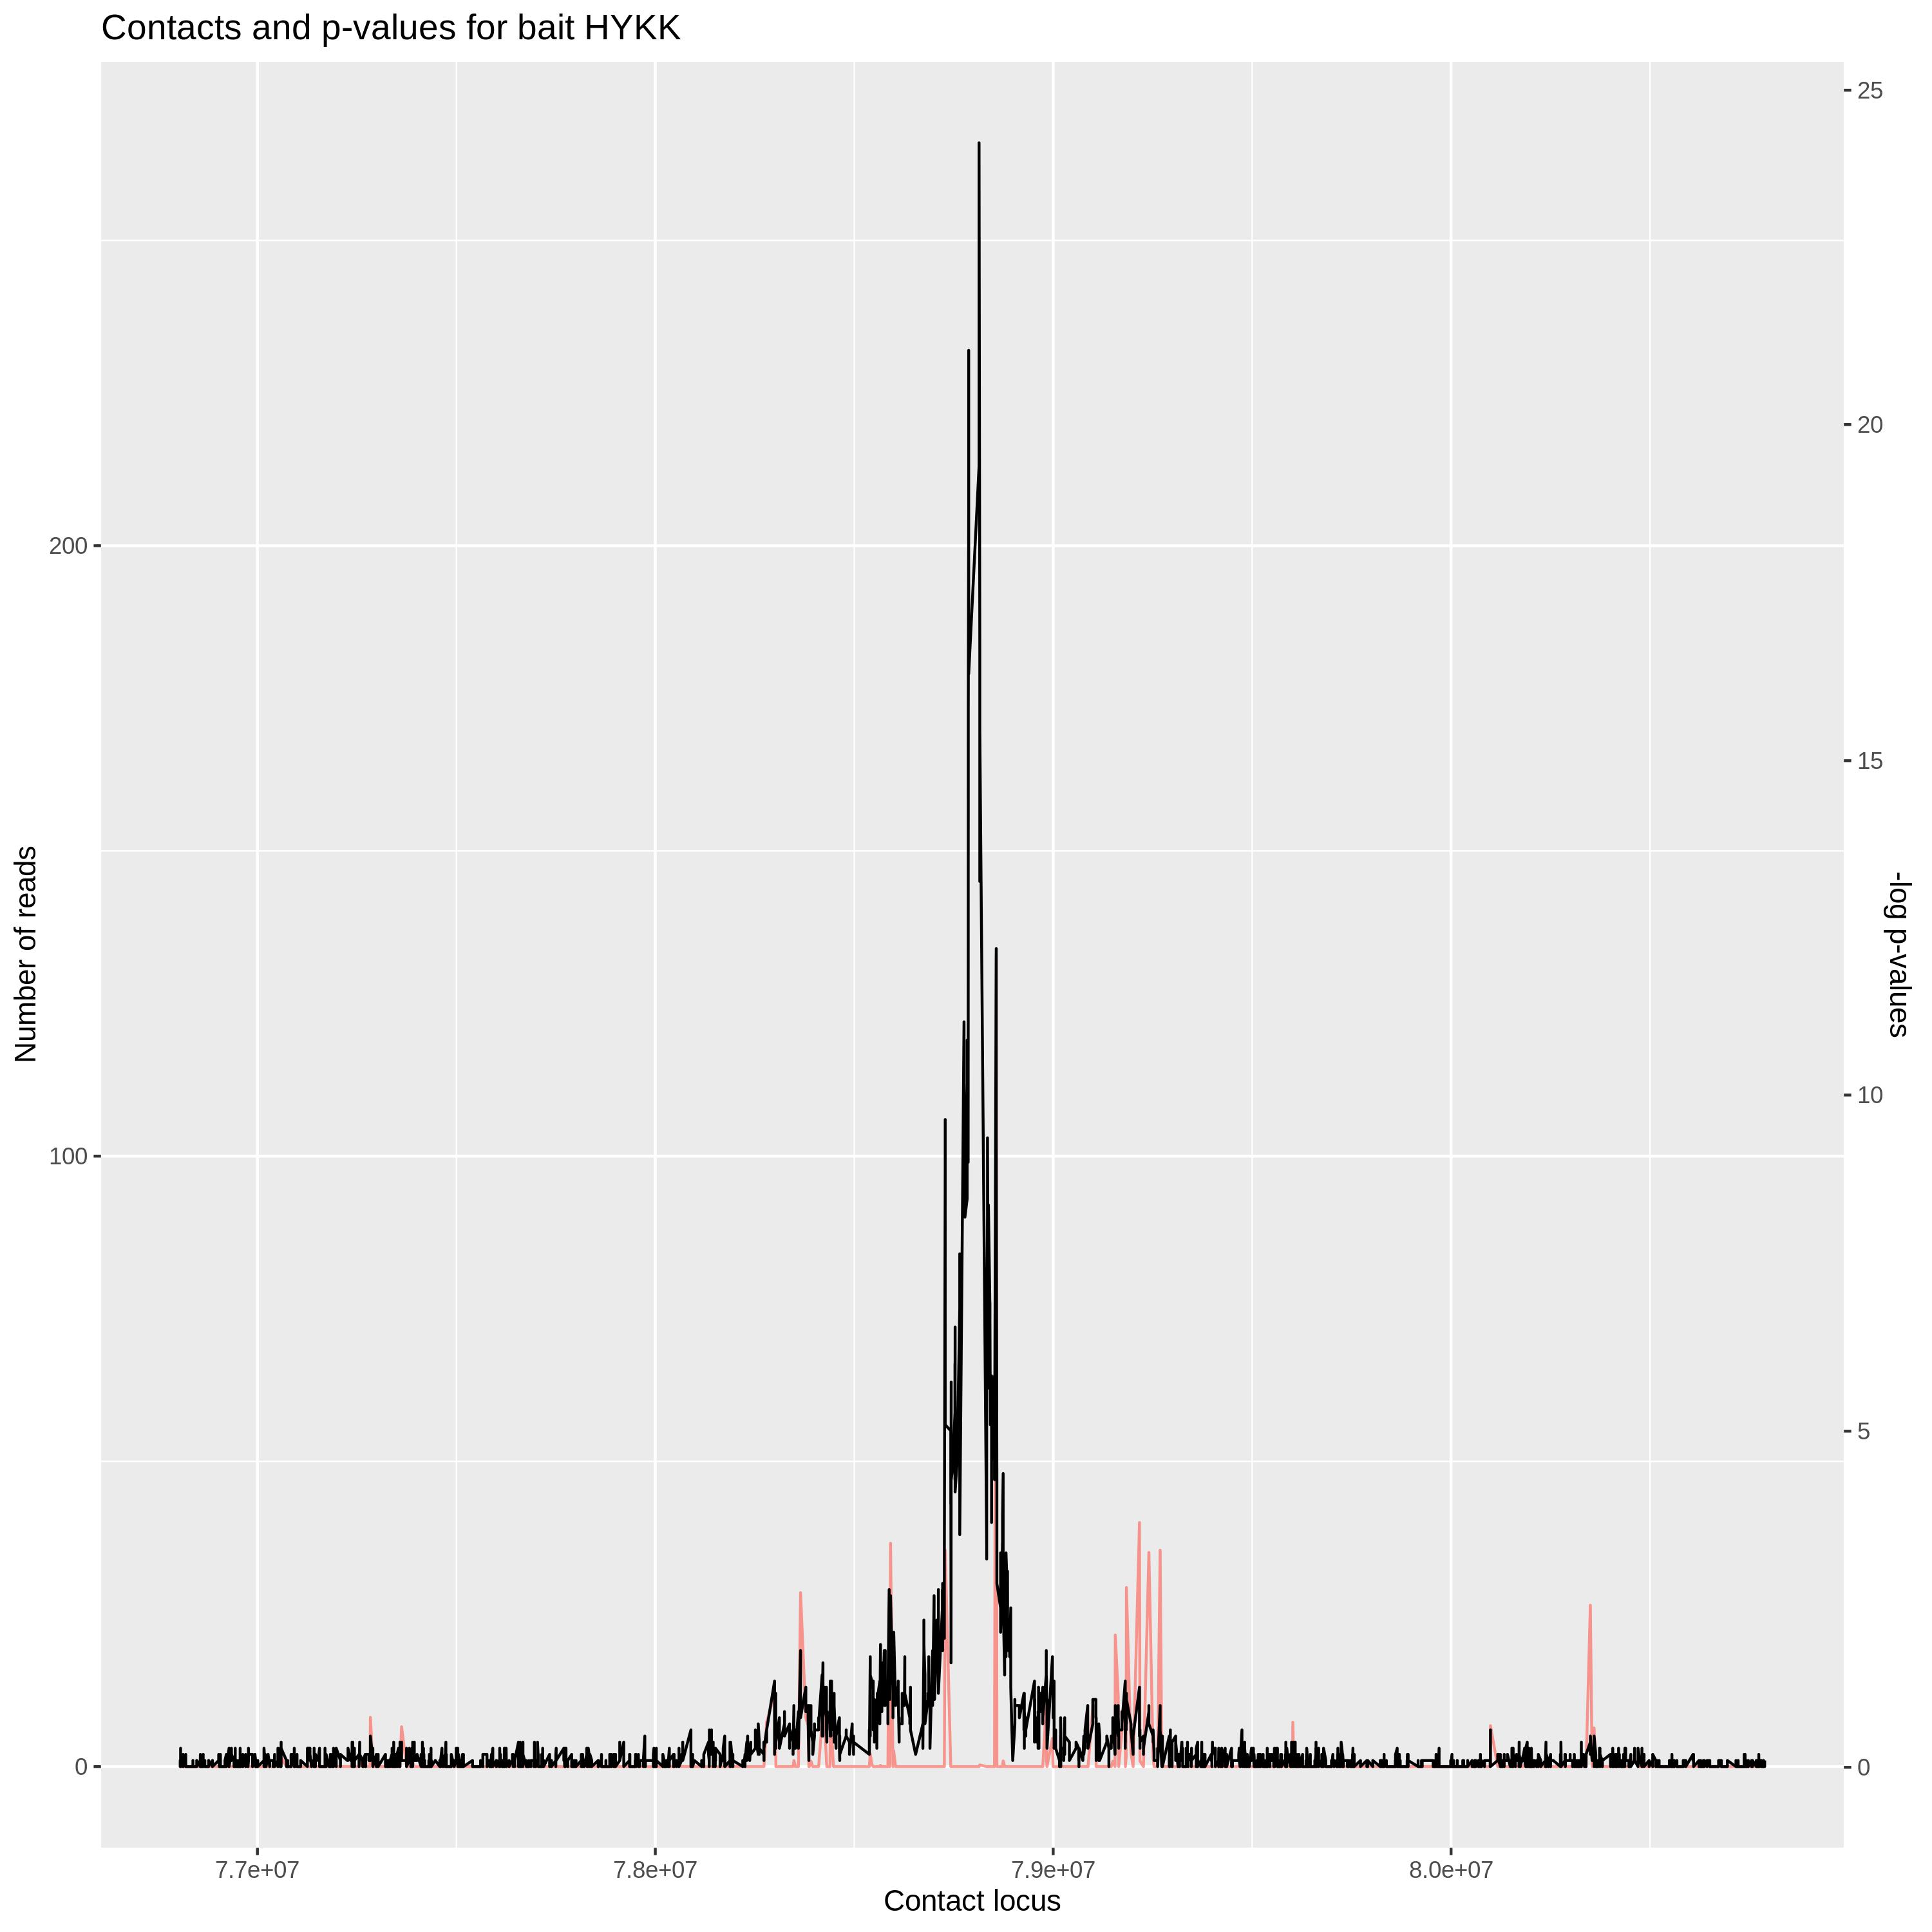 Contacts and p-values for bait HYKK
Number of reads
200
100
0
25
20
15
10
5
0
-log p-values
7.7e+07
7.8e+07
7.9e+07
8.0e+07
Contact locus